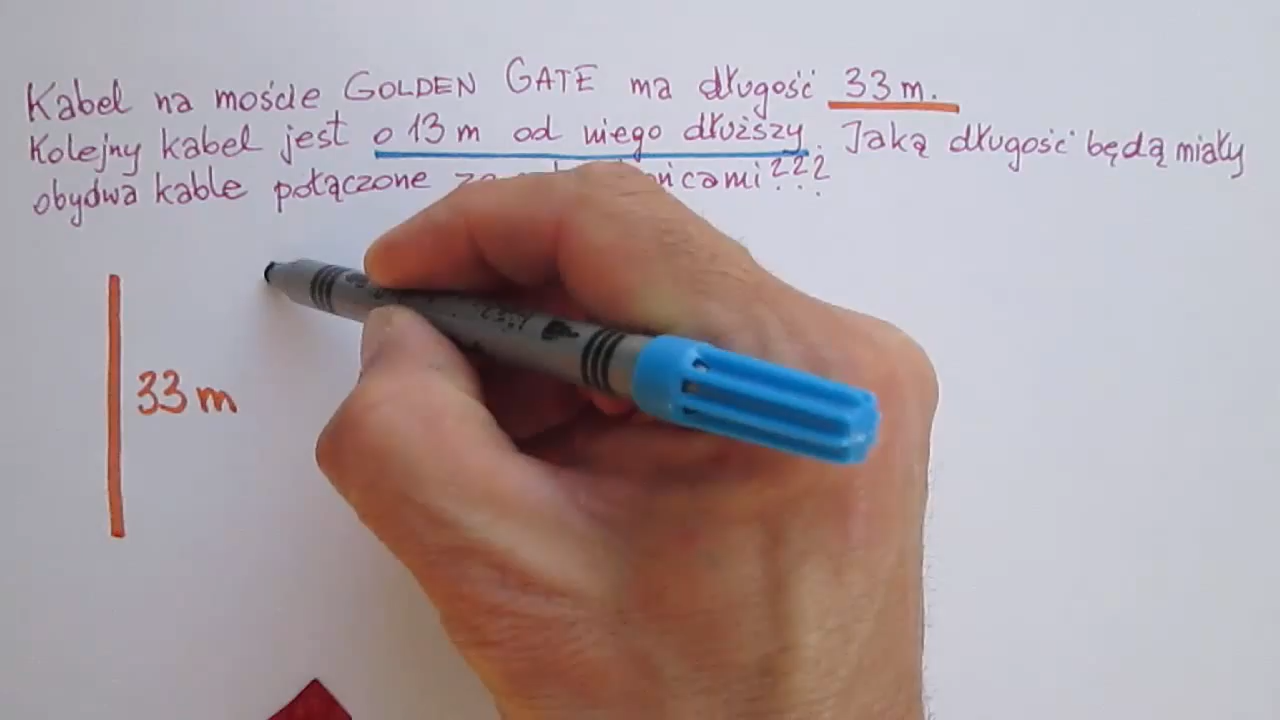 Kabel na moście GOLDEN GATE ma długość 33 m.
Kolejny kabel jest o 13 m od niego dłuższy. Jaką długość będą miały
obydwa kable połączone ???
33 m